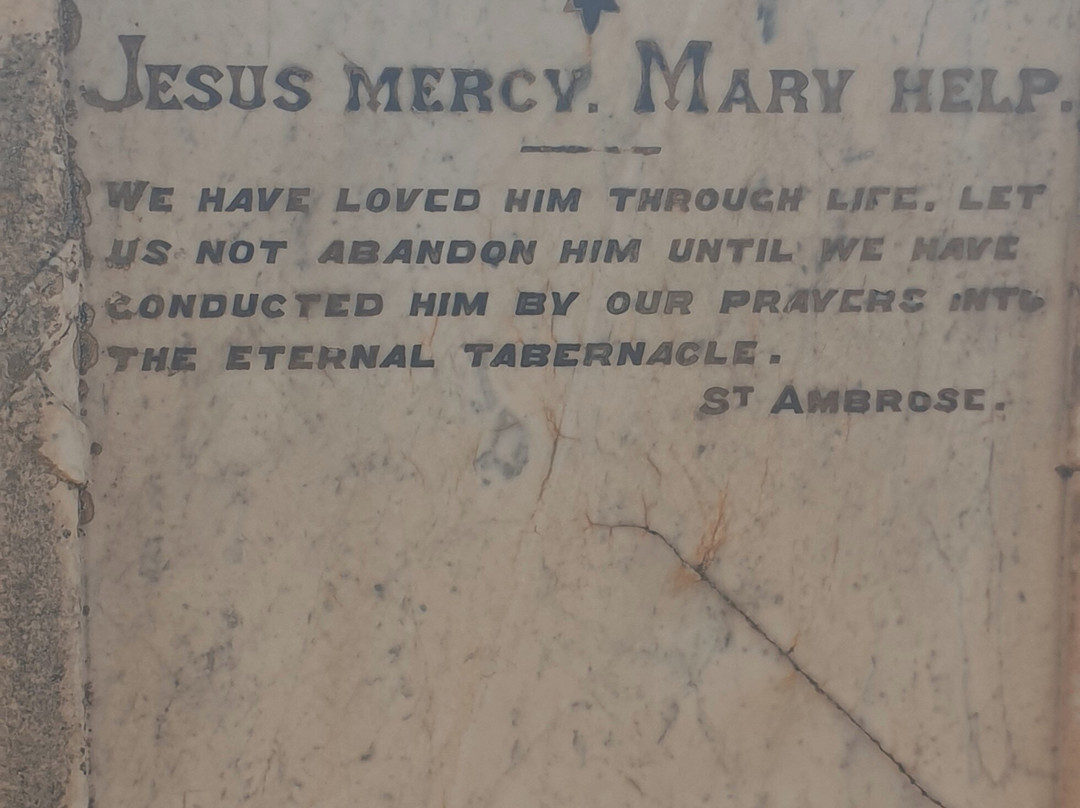 JESUS MERCY. MARY HELP.
WE HAVE LOVED HIM THROUGH LIFE. LET
US NOT ABANDON HIM UNTIL WE HAVE
CONDUCTED HIM BY OUR PRAYERS INTO
THE ETERNAL TABERNACLE.
ST AMBROSE.